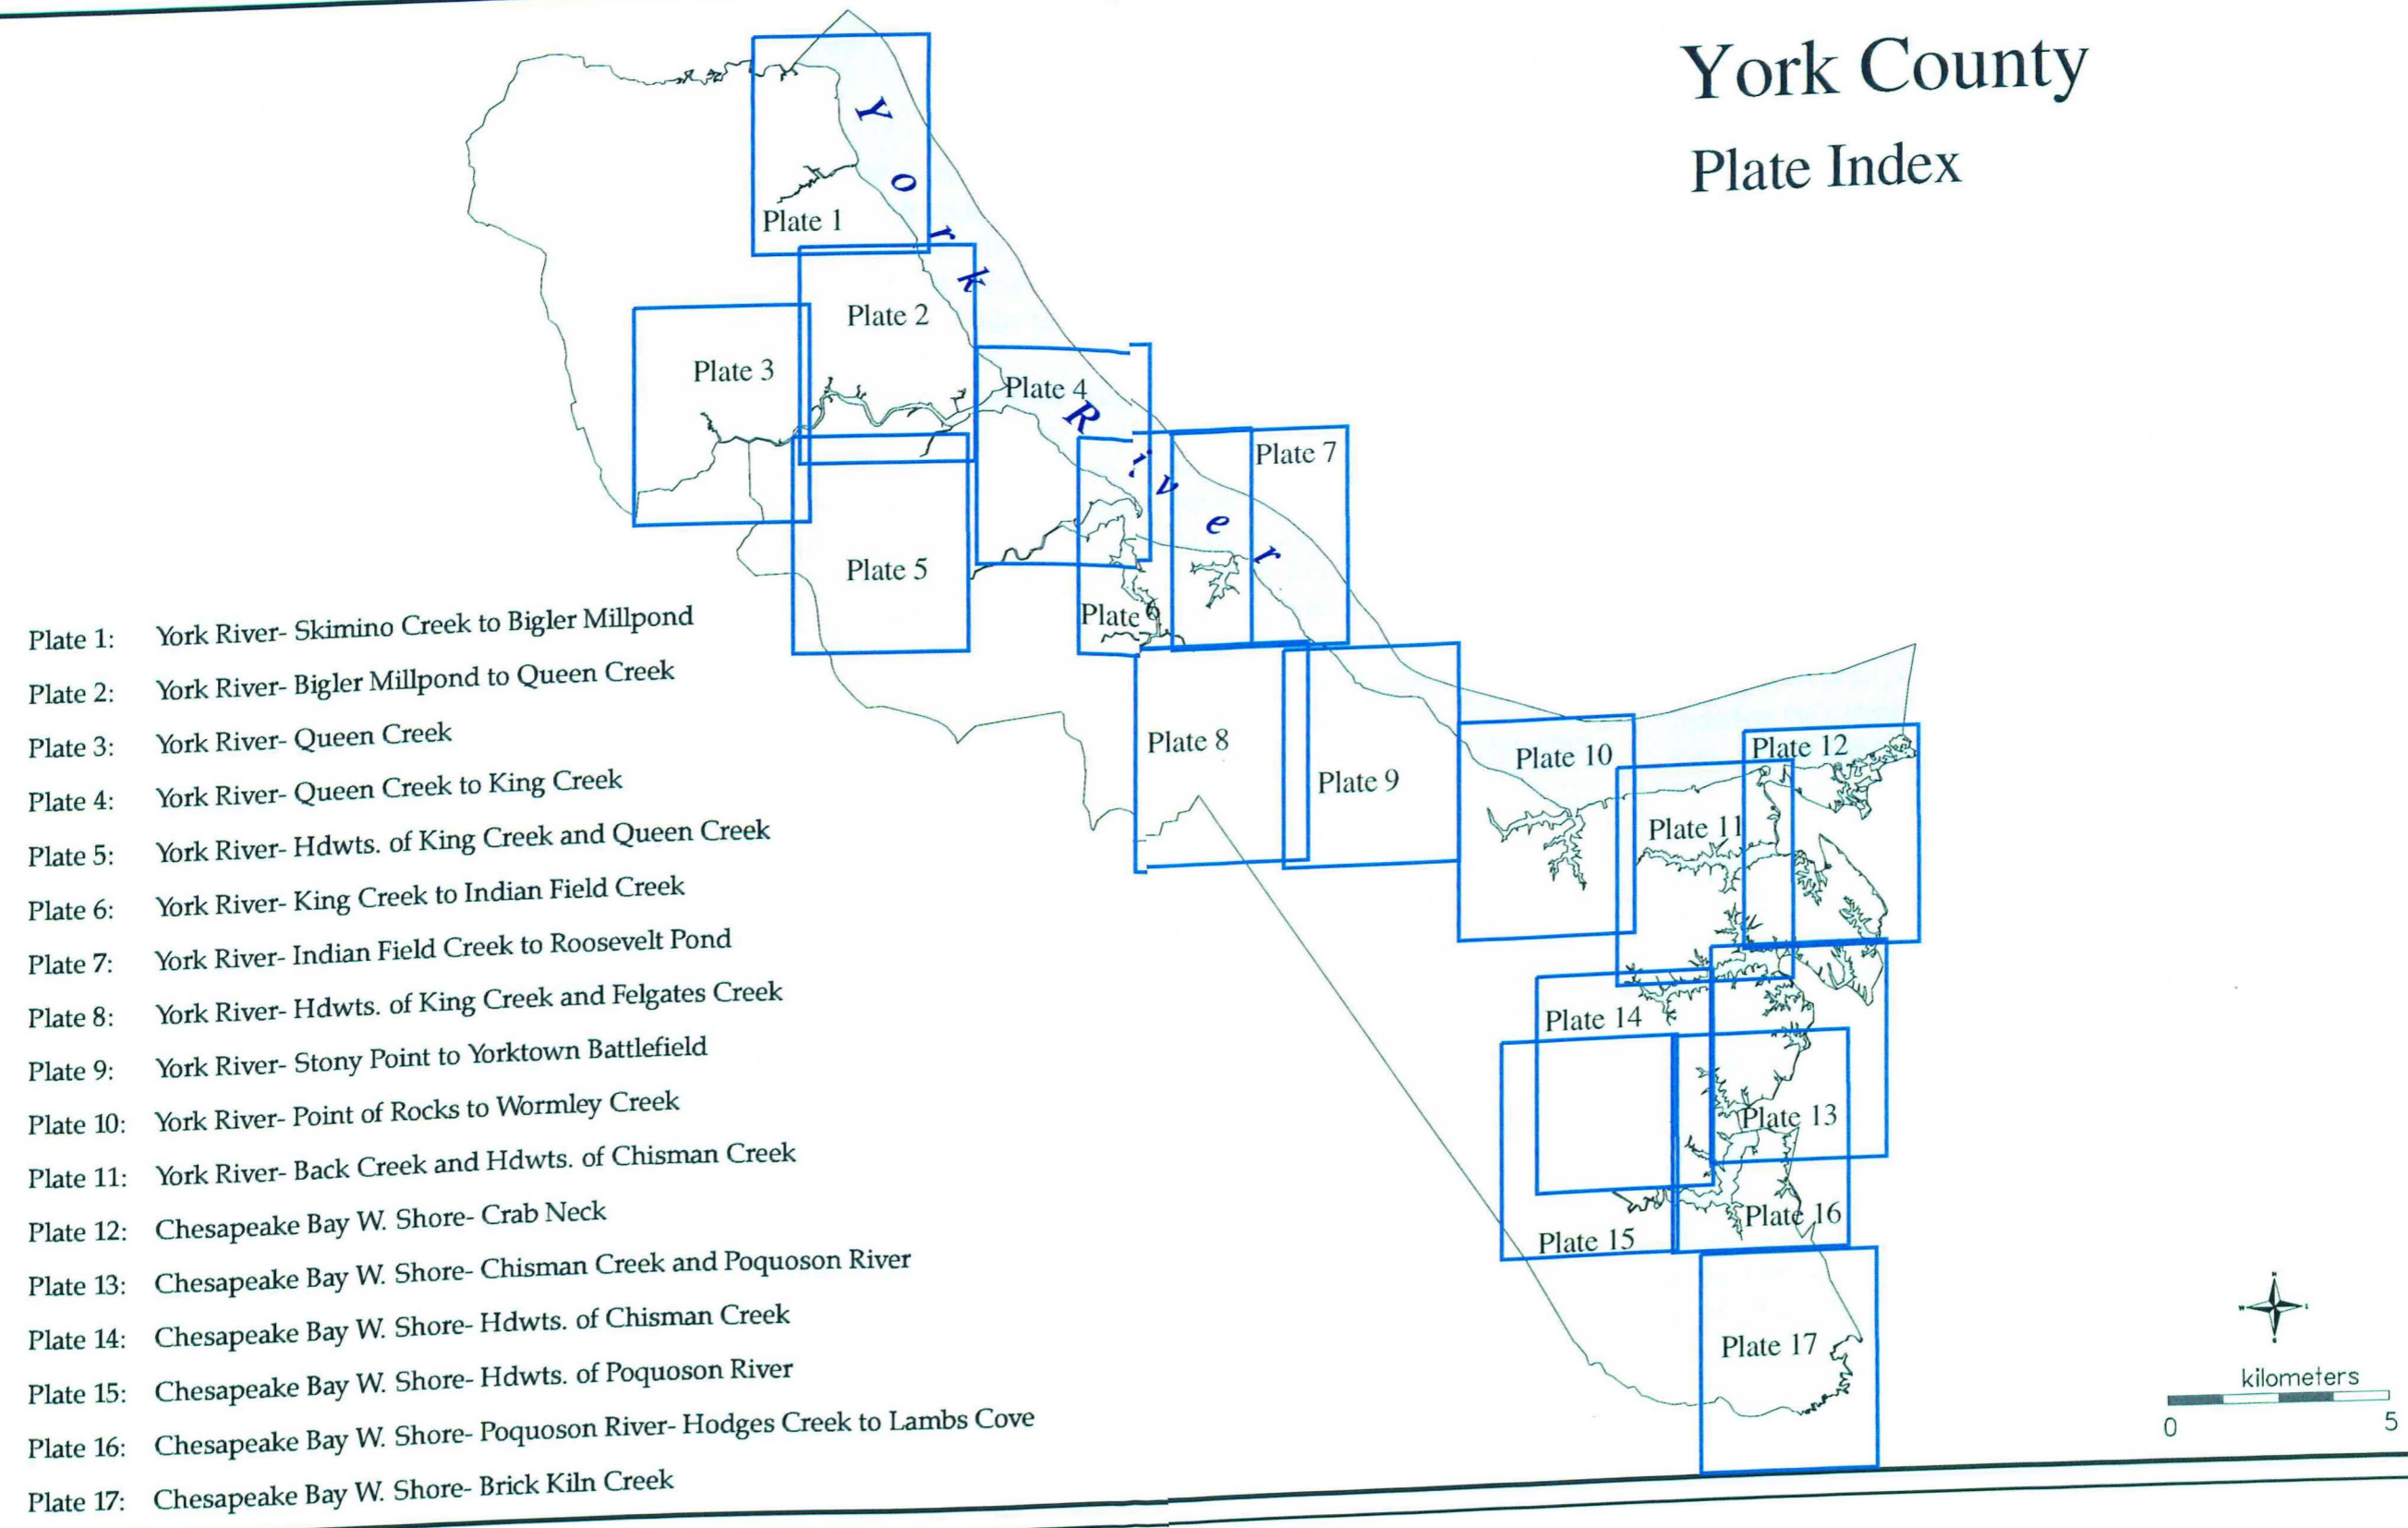 York County
Plate Index
York River
Plate 1
Plate 2
Plate 3
Plate 4
Plate 5
Plate 6
Plate 7
Plate 8
Plate 9
Plate 10
Plate 11
Plate 12
Plate 13
Plate 14
Plate 15
Plate 16
Plate 17
Plate 1: York River- Skimino Creek to Bigler Millpond
Plate 2: York River- Bigler Millpond to Queen Creek
Plate 3: York River- Queen Creek
Plate 4: York River- Queen Creek to King Creek
Plate 5: York River- Hdwts. of King Creek and Queen Creek
Plate 6: York River- King Creek to Indian Field Creek
Plate 7: York River- Indian Field Creek to Roosevelt Pond
Plate 8: York River- Hdwts. of King Creek and Felgates Creek
Plate 9: York River- Stony Point to Yorktown Battlefield
Plate 10: York River- Point of Rocks to Wormley Creek
Plate 11: York River- Back Creek and Hdwts. of Chisman Creek
Plate 12: Chesapeake Bay W. Shore- Crab Neck
Plate 13: Chesapeake Bay W. Shore- Chisman Creek and Poquoson River
Plate 14: Chesapeake Bay W. Shore- Hdwts. of Chisman Creek
Plate 15: Chesapeake Bay W. Shore- Hdwts. of Poquoson River
Plate 16: Chesapeake Bay W. Shore- Poquoson River- Hodges Creek to Lambs Cove
Plate 17: Chesapeake Bay W. Shore- Brick Kiln Creek
kilometers
0 5